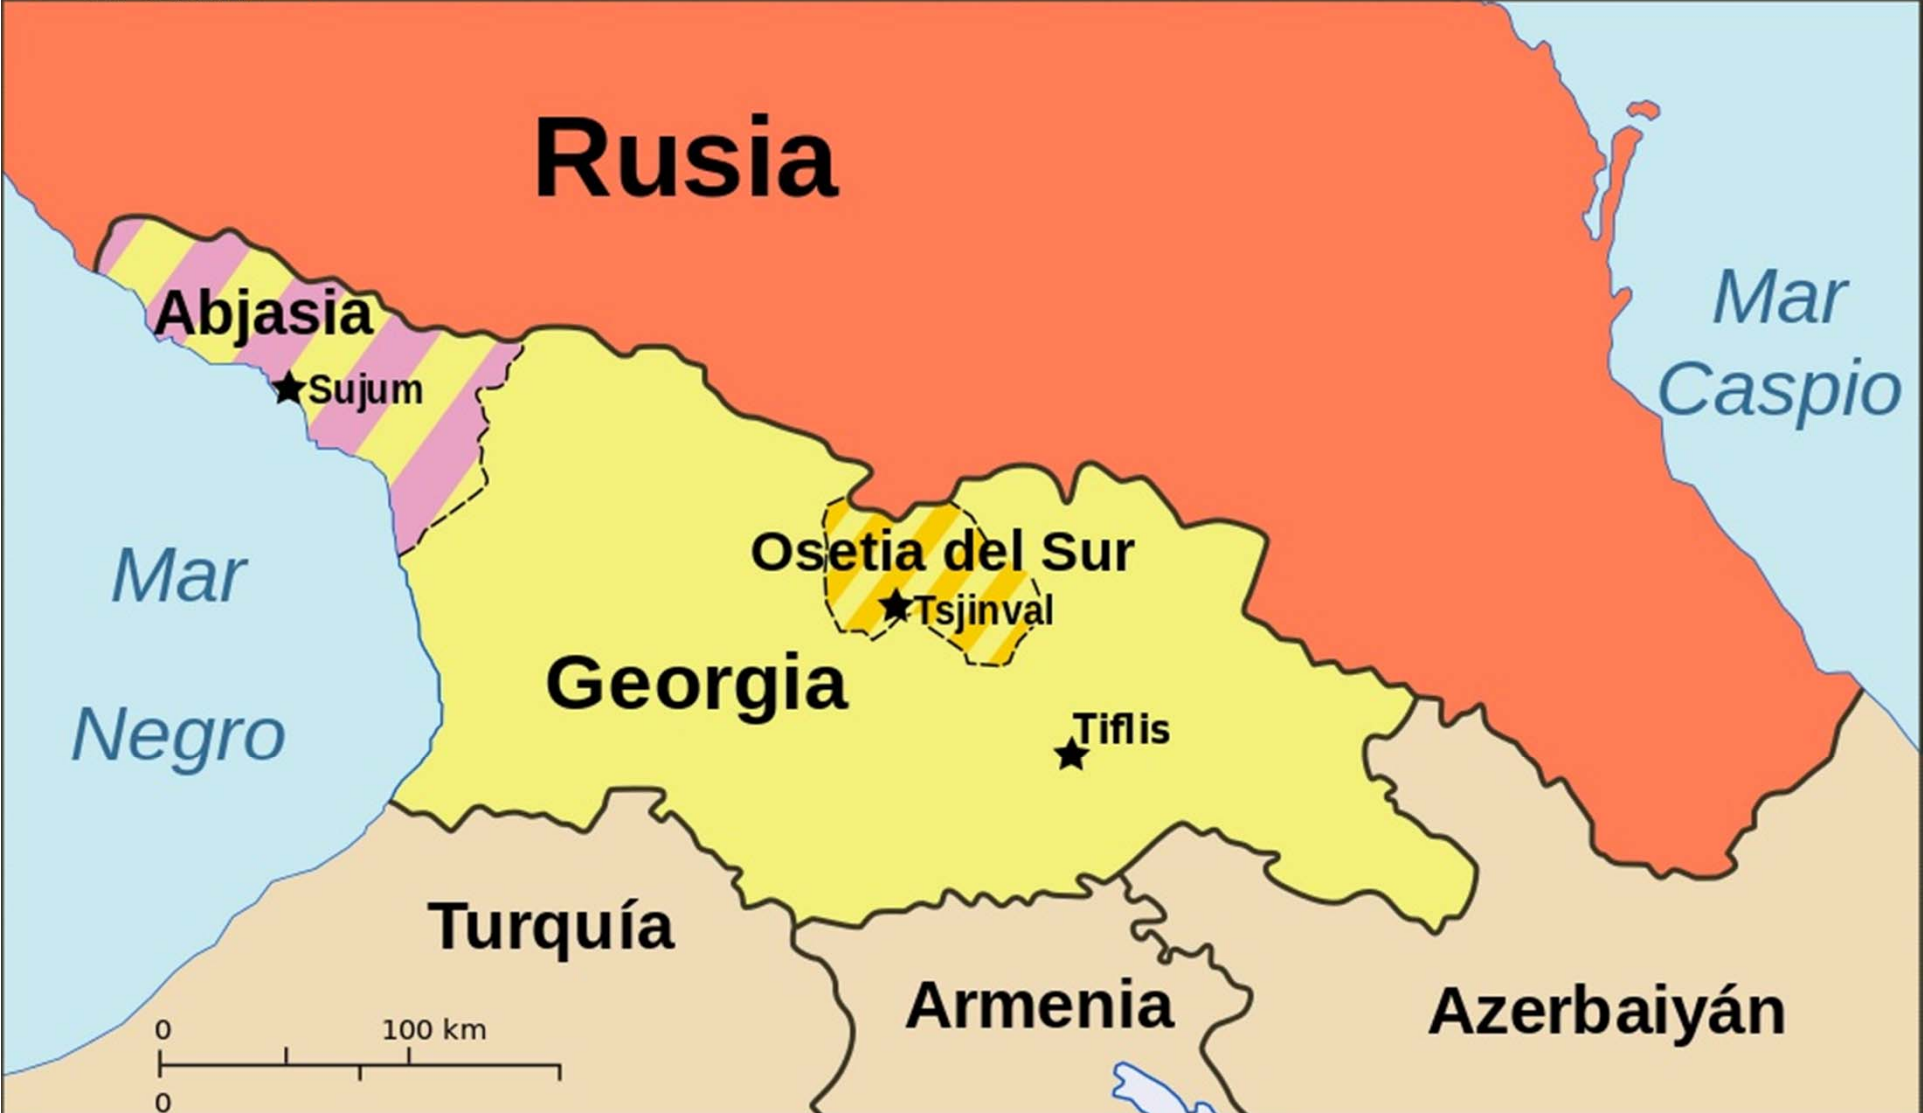 Rusia
Mar
Caspio
Abjasia
Sujum
Osetia del Sur
Tsjinval
Mar
Negro
Georgia
Tiflis
Turquía
Armenia
Azerbaiyán
0 100 km
0